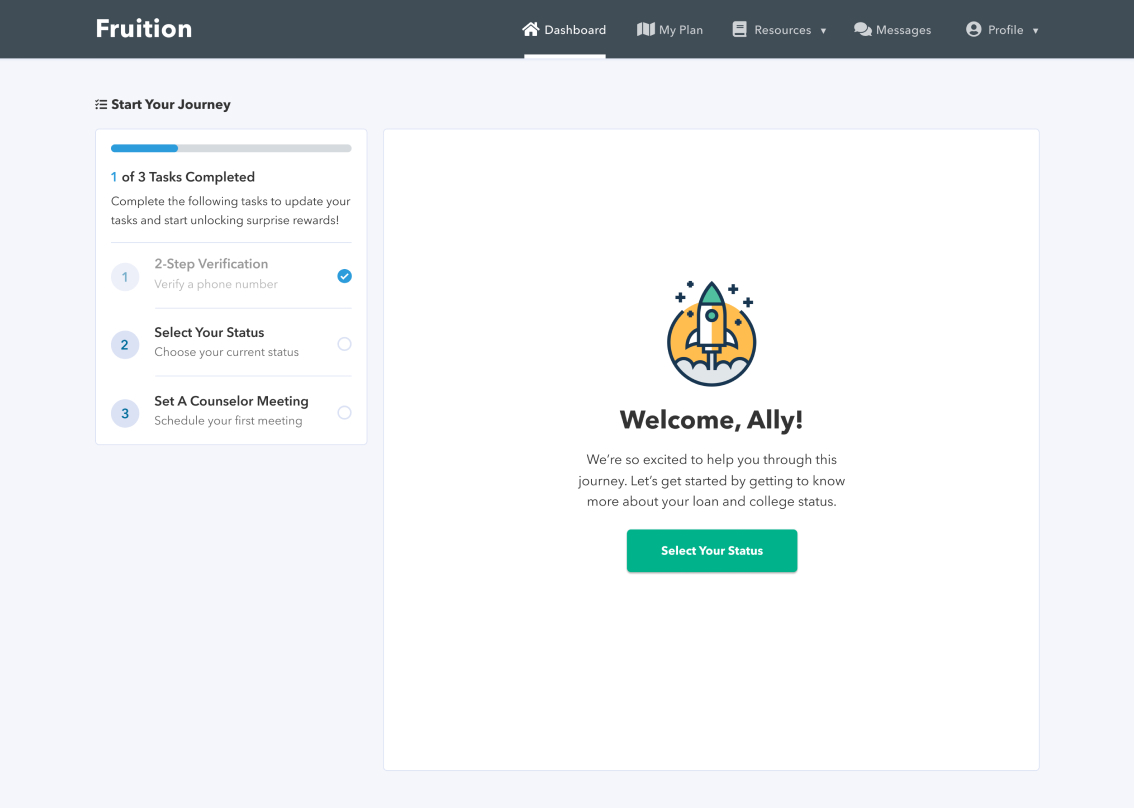 Fruition
Dashboard
My Plan
Resources ▾
Messages
Profile ▾
Start Your Journey
1 of 3 Tasks Completed
Complete the following tasks to update your
tasks and start unlocking surprise rewards!
1
2-Step Verification
Verify a phone number
2
Select Your Status
Choose your current status
3
Set A Counselor Meeting
Schedule your first meeting
Welcome, Ally!
We’re so excited to help you through this
journey. Let’s get started by getting to know
more about your loan and college status.
Select Your Status